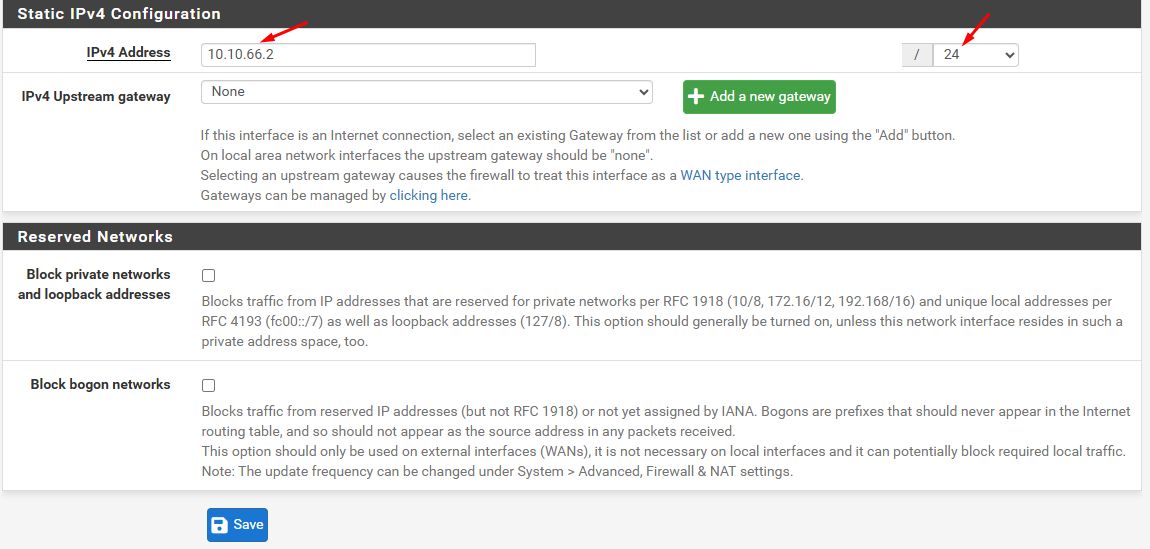 Static IPv4 Configuration
IPv4 Address
10.10.66.2
/
24
IPv4 Upstream gateway
None
Add a new gateway
If this interface is an Internet connection, select an existing Gateway from the list or add a new one using the "Add" button.
On local area network interfaces the upstream gateway should be "none".
Selecting an upstream gateway causes the firewall to treat this interface as a WAN type interface.
Gateways can be managed by clicking here.
Reserved Networks
Block private networks
and loopback addresses
Blocks traffic from IP addresses that are reserved for private networks per RFC 1918 (10/8, 172.16/12, 192.168/16) and unique local addresses per
RFC 4193 (fc00::/7) as well as loopback addresses (127/8). This option should generally be turned on, unless this network interface resides in such a
private address space, too.
Block bogon networks
Blocks traffic from reserved IP addresses (but not RFC 1918) or not yet assigned by IANA. Bogons are prefixes that should never appear in the Internet
routing table, and so should not appear as the source address in any packets received.
This option should only be used on external interfaces (WANs), it is not necessary on local interfaces and it can potentially block required local traffic.
Note: The update frequency can be changed under System > Advanced, Firewall & NAT settings.
Save